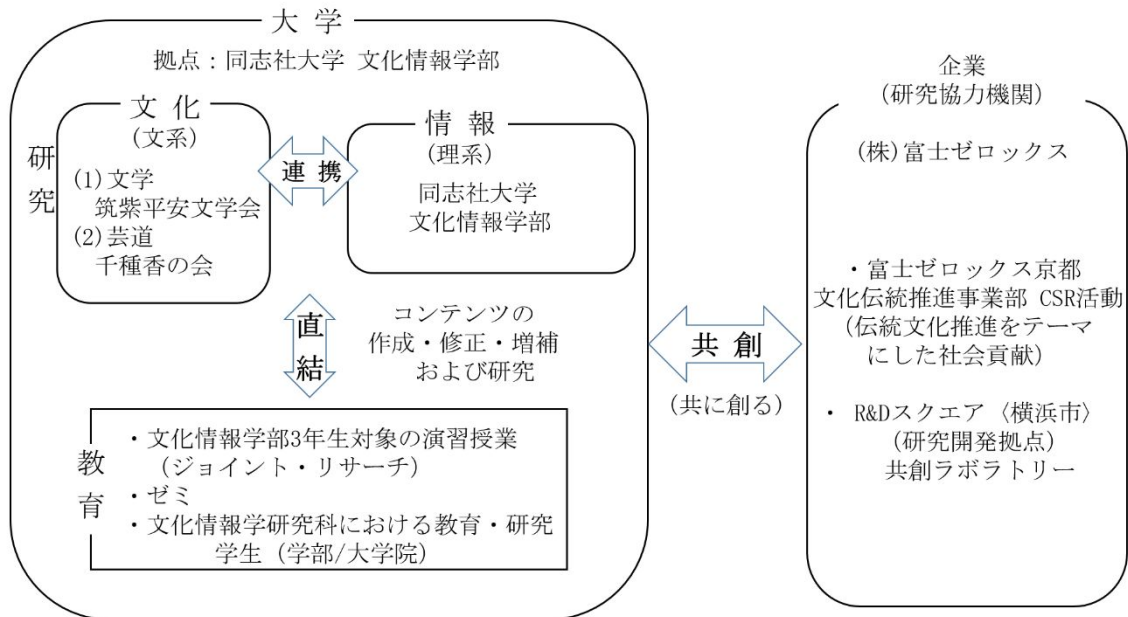 大 学
拠点：同志社大学 文化情報学部
研究
文 化
(文系)
(1)文学
筑紫平安文学会
(2)芸道
千種香の会
連 携
情 報
(理系)
同志社大学
文化情報学部
直結
コンテンツの
作成・修正・増補
および研究
教育
・文化情報学部3年生対象の演習授業
（ジョイント・リサーチ）
・ゼミ
・文化情報学研究科における教育・研究
学生（学部/大学院）
共 創
(共に創る)
企業
(研究協力機関)
(株)富士ゼロックス
・富士ゼロックス京都
文化伝統推進事業部 CSR活動
(伝統文化推進をテーマ
にした社会貢献)
・ R&Dスクエア〈横浜市〉
(研究開発拠点)
共創ラボラトリー